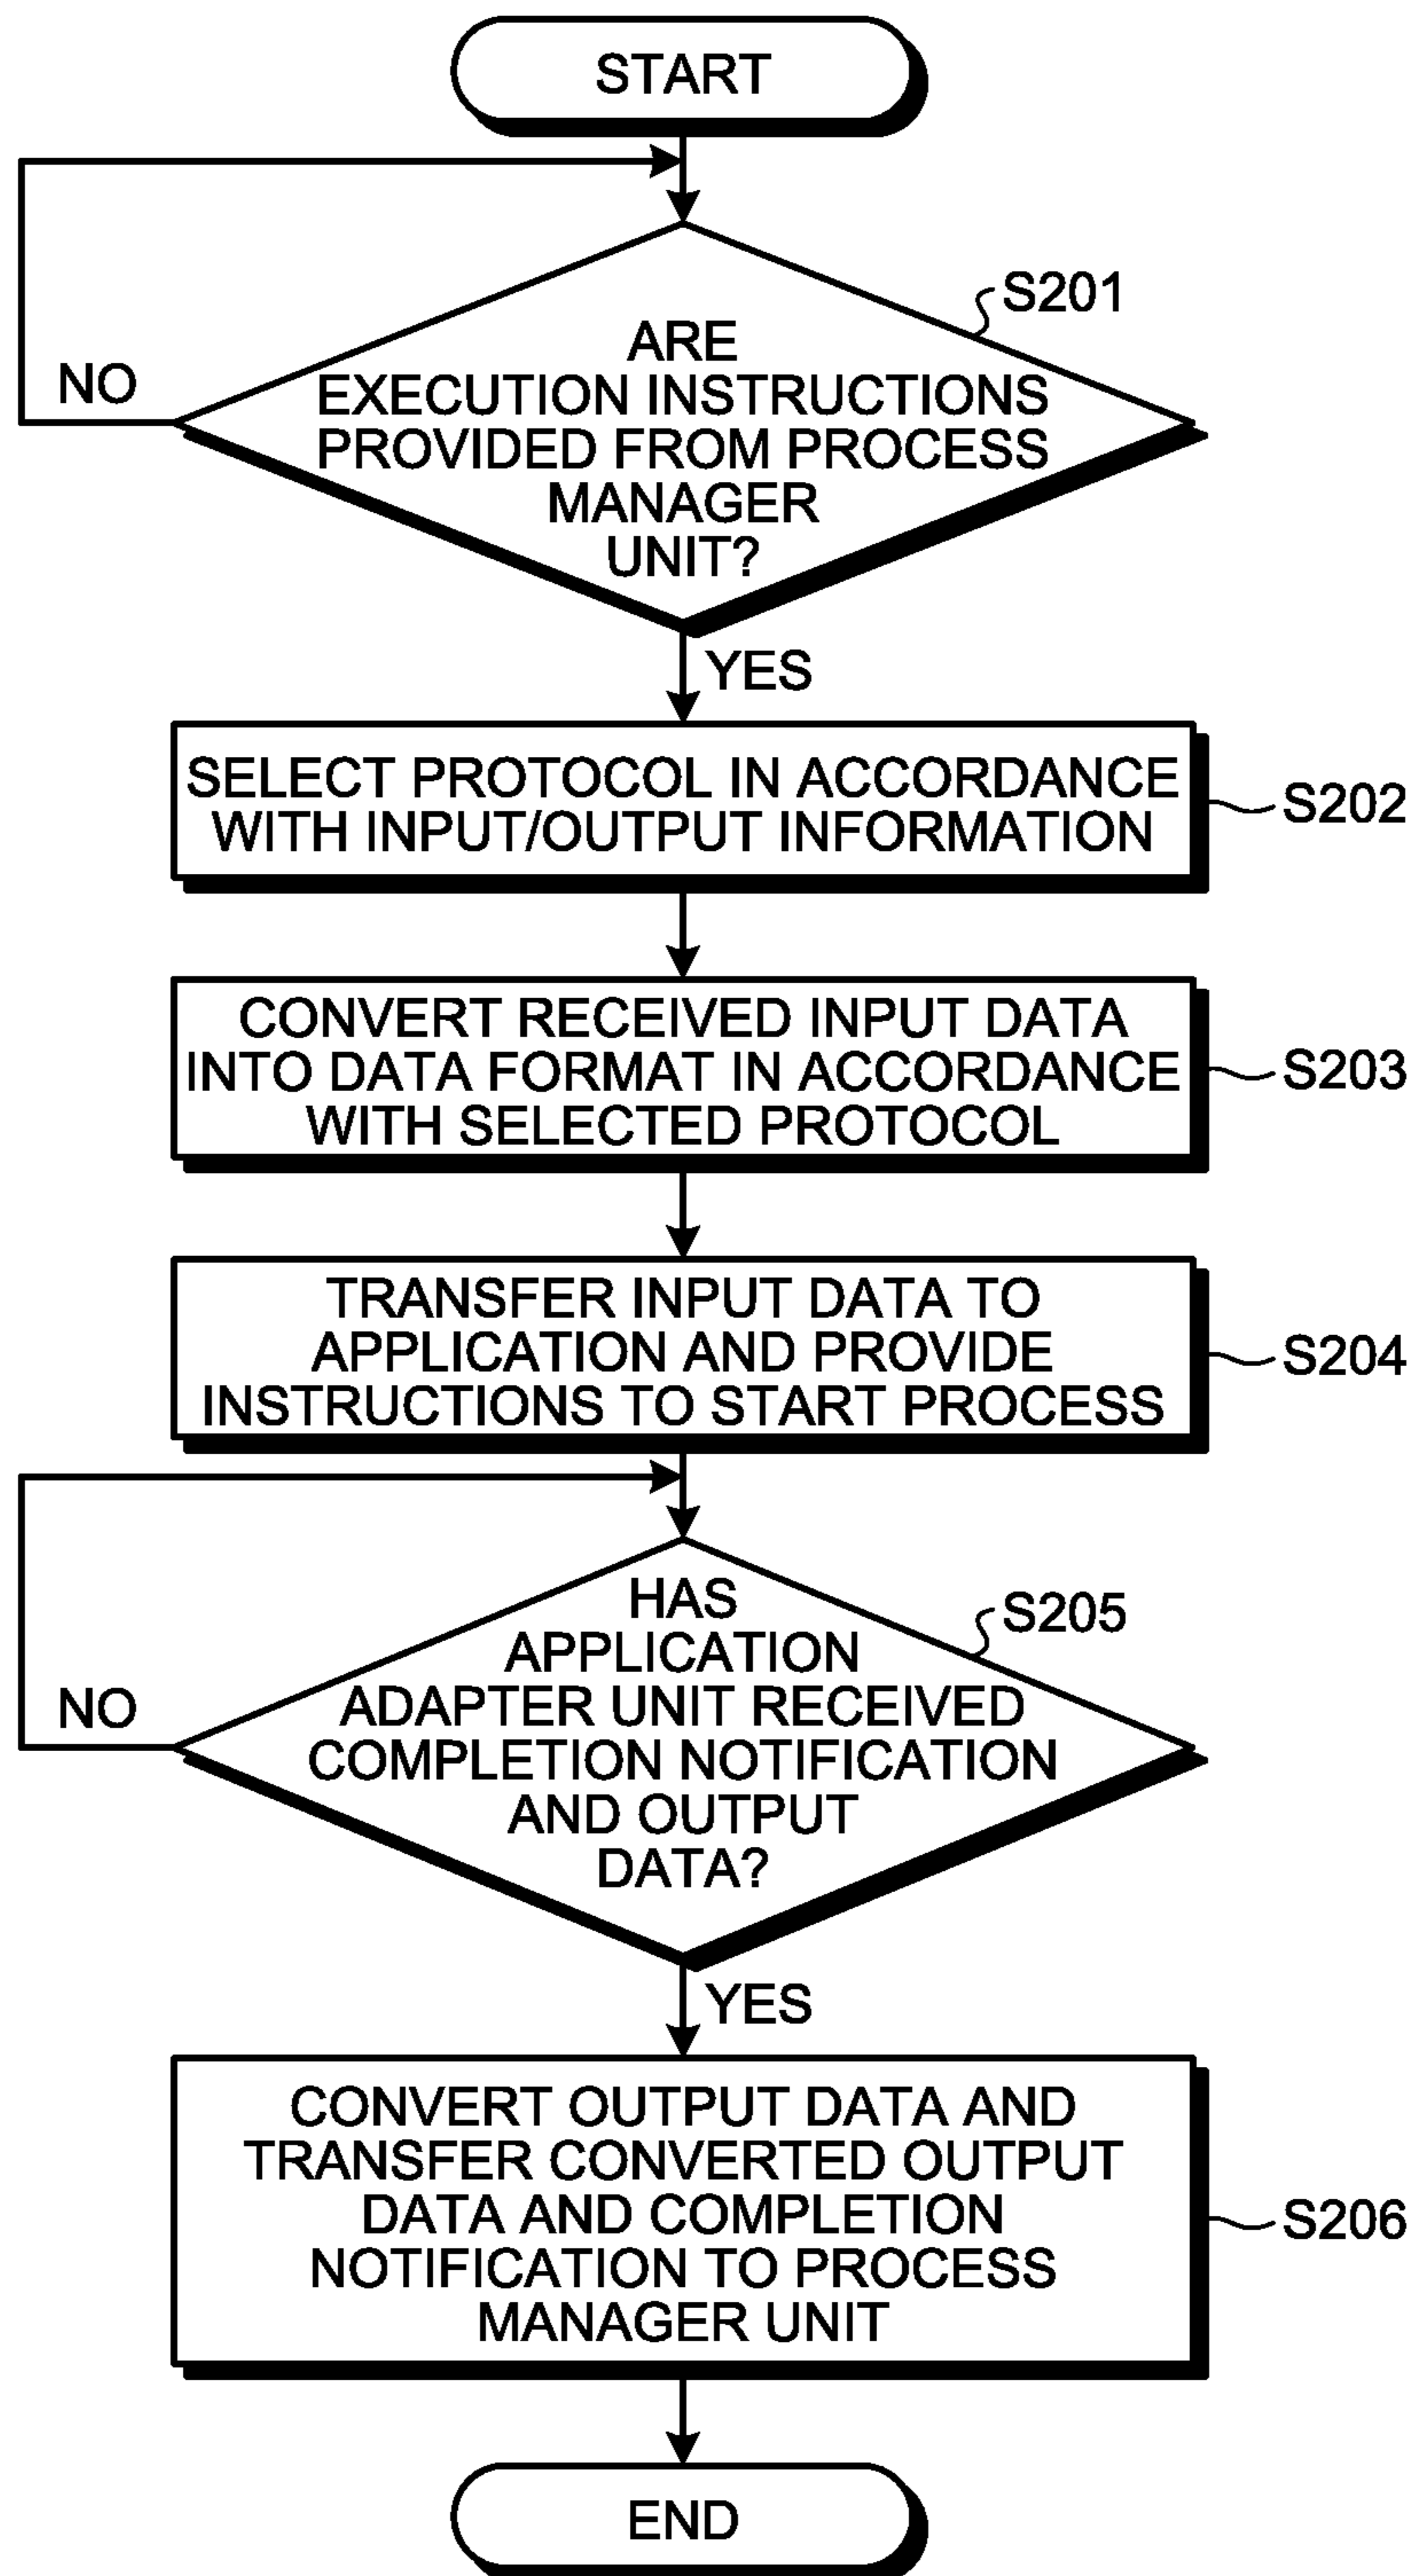 START
S201
ARE
EXECUTION INSTRUCTIONS
PROVIDED FROM PROCESS
MANAGER
UNIT?
NO
YES
SELECT PROTOCOL IN ACCORDANCE
WITH INPUT/OUTPUT INFORMATION
S202
CONVERT RECEIVED INPUT DATA
INTO DATA FORMAT IN ACCORDANCE
WITH SELECTED PROTOCOL
S203
TRANSFER INPUT DATA TO
APPLICATION AND PROVIDE
INSTRUCTIONS TO START PROCESS
S204
S205
HAS
APPLICATION
ADAPTER UNIT RECEIVED
COMPLETION NOTIFICATION
AND OUTPUT
DATA?
NO
YES
CONVERT OUTPUT DATA AND
TRANSFER CONVERTED OUTPUT
DATA AND COMPLETION
NOTIFICATION TO PROCESS
MANAGER UNIT
S206
END